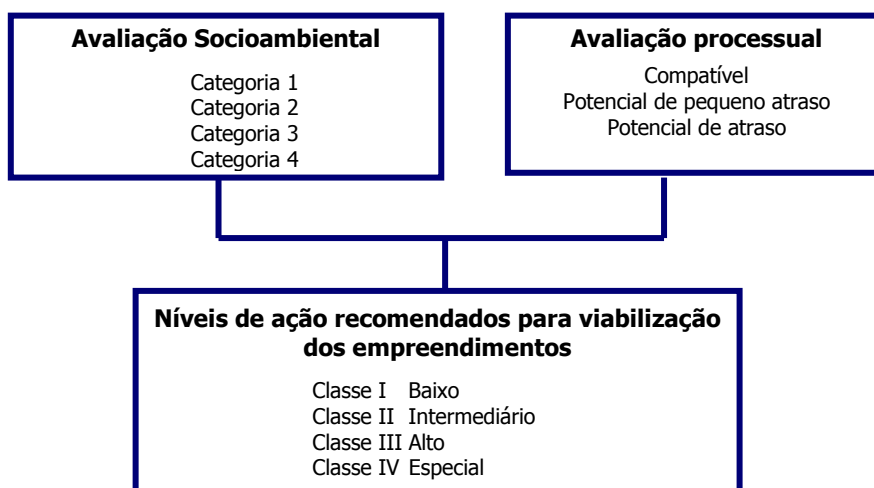 Avaliação Socioambiental
Categoria 1
Categoria 2
Categoria 3
Categoria 4
Avaliação processual
Compatível
Potencial de pequeno atraso
Potencial de atraso
Níveis de ação recomendados para viabilização
dos empreendimentos
Classe I Baixo
Classe II Intermediário
Classe III Alto
Classe IV Especial